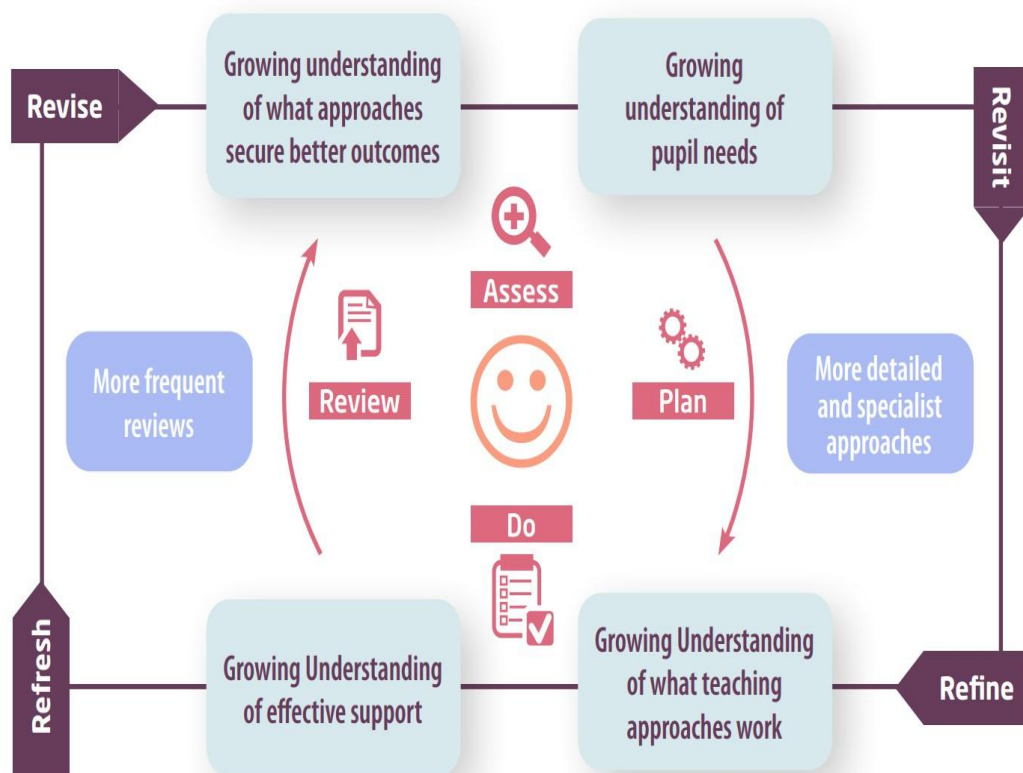 Revise
Growing understanding
of what approaches
secure better outcomes
Growing
understanding of
pupil needs
Revisit
Assess
More frequent
reviews
Review
Plan
More detailed
and specialist
approaches
Do
Refresh
Growing Understanding
of effective support
Growing Understanding
of what teaching
approaches work
Refine